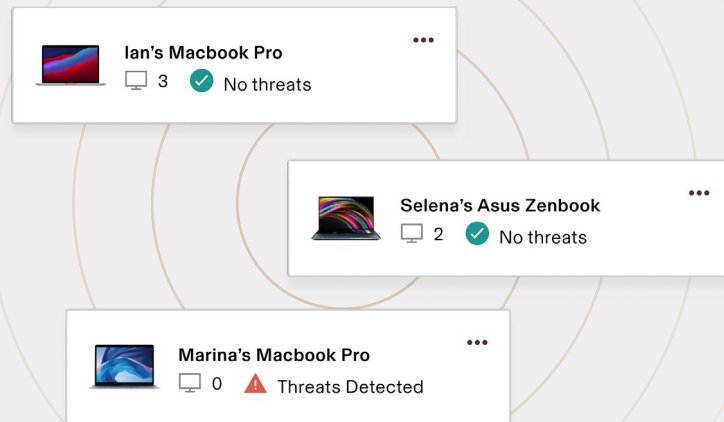 Ian’s Macbook Pro
3 No threats
Selena’s Asus Zenbook
2 No threats
Marina’s Macbook Pro
0 Threats Detected